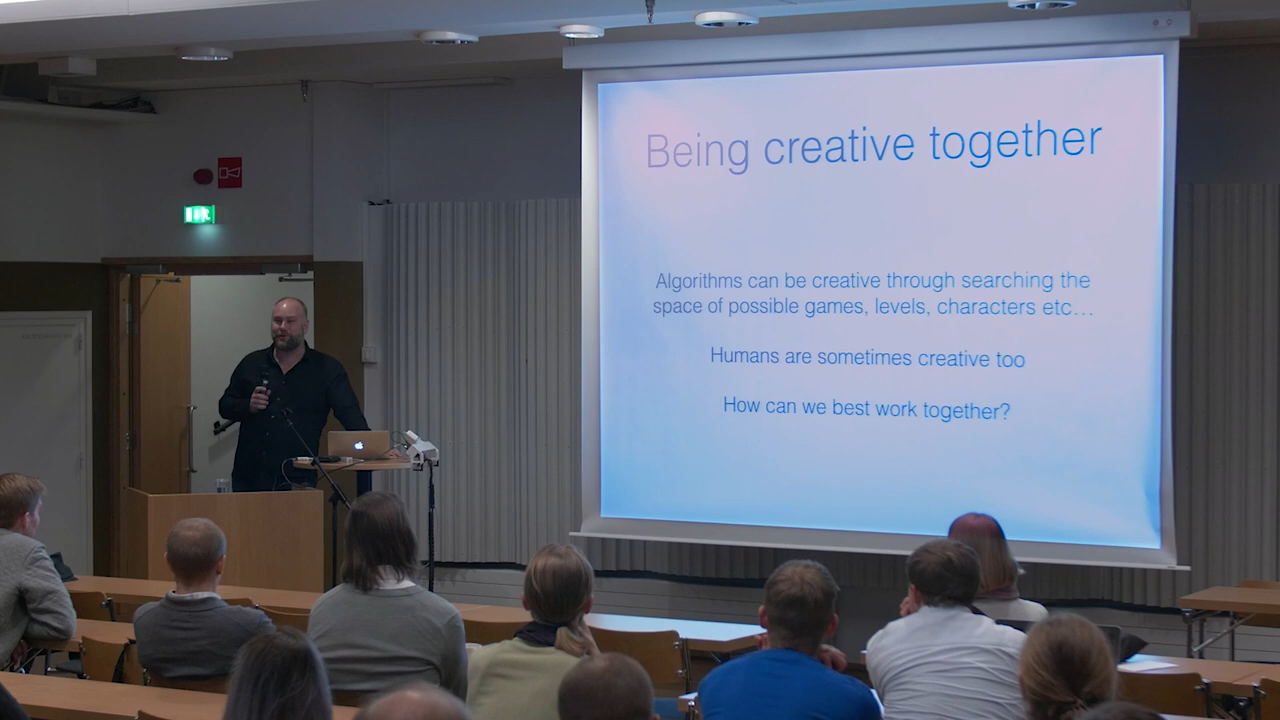 Being creative together
Algorithms can be creative through searching the
space of possible games, levels, characters etc…
Humans are sometimes creative too
How can we best work together?